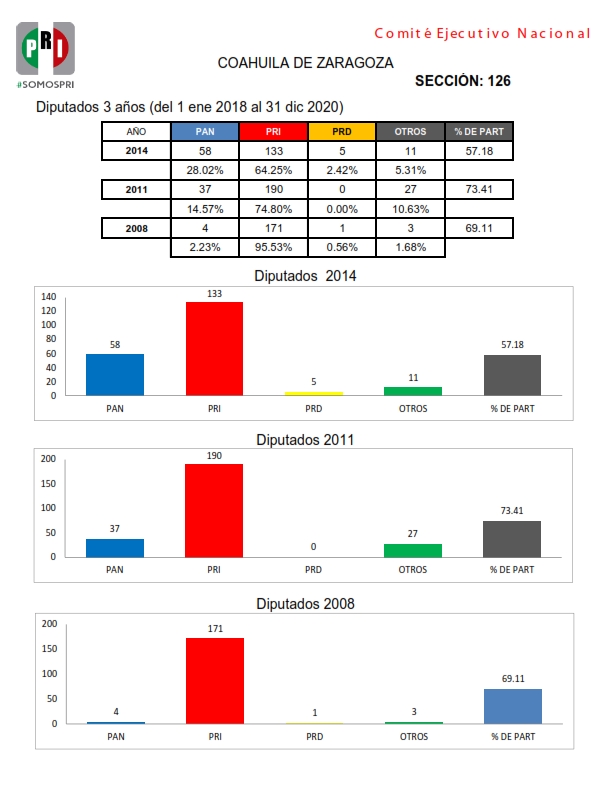 Comité Ejecutivo Nacional
PRI
#SOMOSPRI
COAHUILA DE ZARAGOZA
SECCIÓN: 126
Diputados 3 años (del 1 ene 2018 al 31 dic 2020)
AÑO PAN PRI PRD OTROS % DE PART
2014 58 133 5 11 57.18
28.02% 64.25% 2.42% 5.31%
2011 37 190 0 27 73.41
14.57% 74.80% 0.00% 10.63%
2008 4 171 1 3 69.11
2.23% 95.53% 0.56% 1.68%
Diputados 2014
140
120
100
80
60
40
20
0
58 133 5 11 57.18
PAN PRI PRD OTROS % DE PART
Diputados 2011
200
150
100
50
0
37 190 0 27 73.41
PAN PRI PRD OTROS % DE PART
Diputados 2008
200
150
100
50
0
4 171 1 3 69.11
PAN PRI PRD OTROS % DE PART